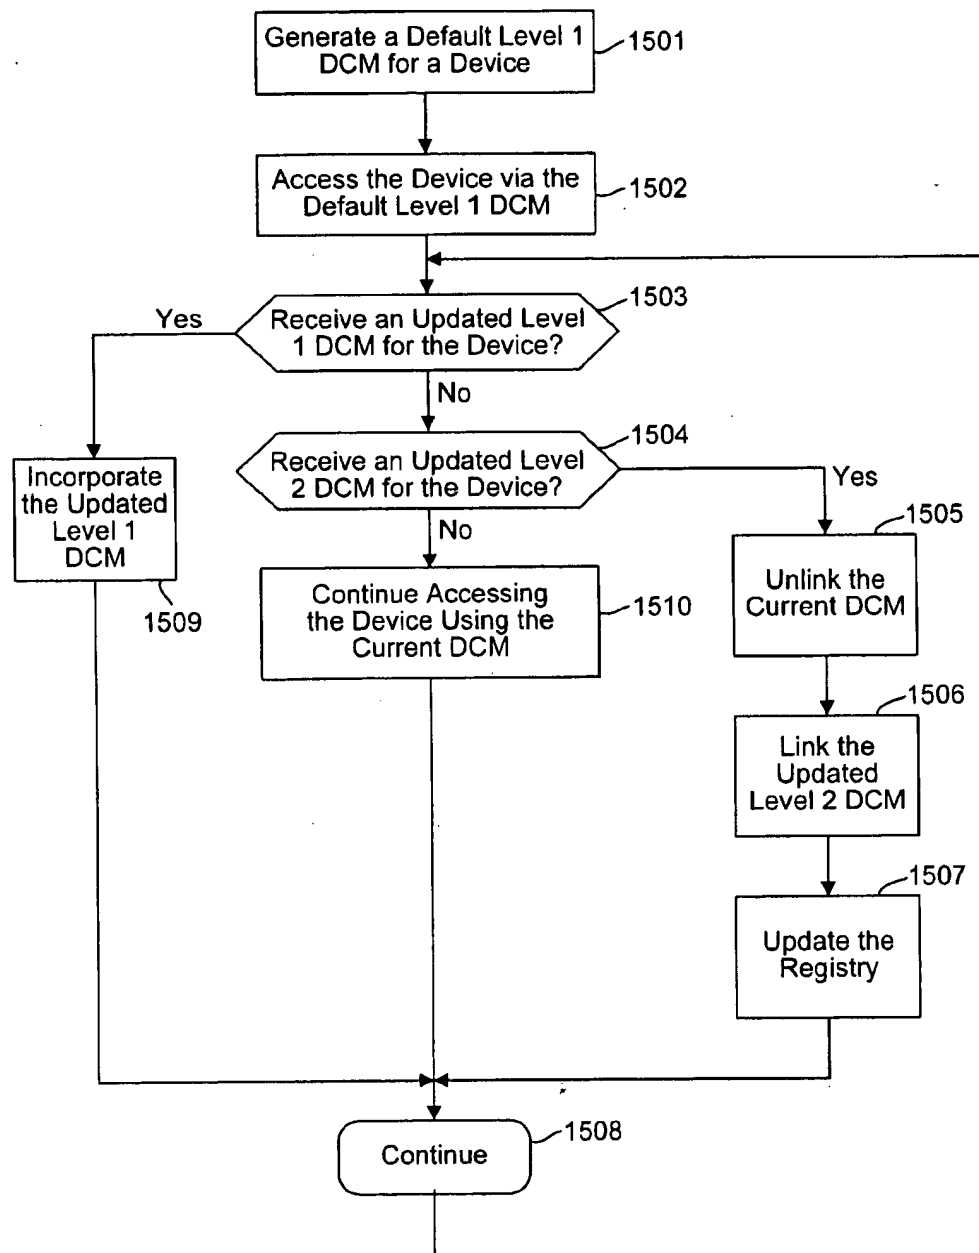 Generate a Default Level 1
DCM for a Device
1501
Access the Device via the
Default Level 1 DCM
1502
1503
Yes
Receive an Updated Level
1 DCM for the Device?
No
1504
Receive an Updated Level
2 DCM for the Device?
Yes
No
Incorporate
the Updated
Level 1
DCM
1509
Continue Accessing
the Device Using the
Current DCM
1510
1505
Unlink the
Current DCM
1506
Link the
Updated
Level 2 DCM
1507
Update the
Registry
Continue
1508